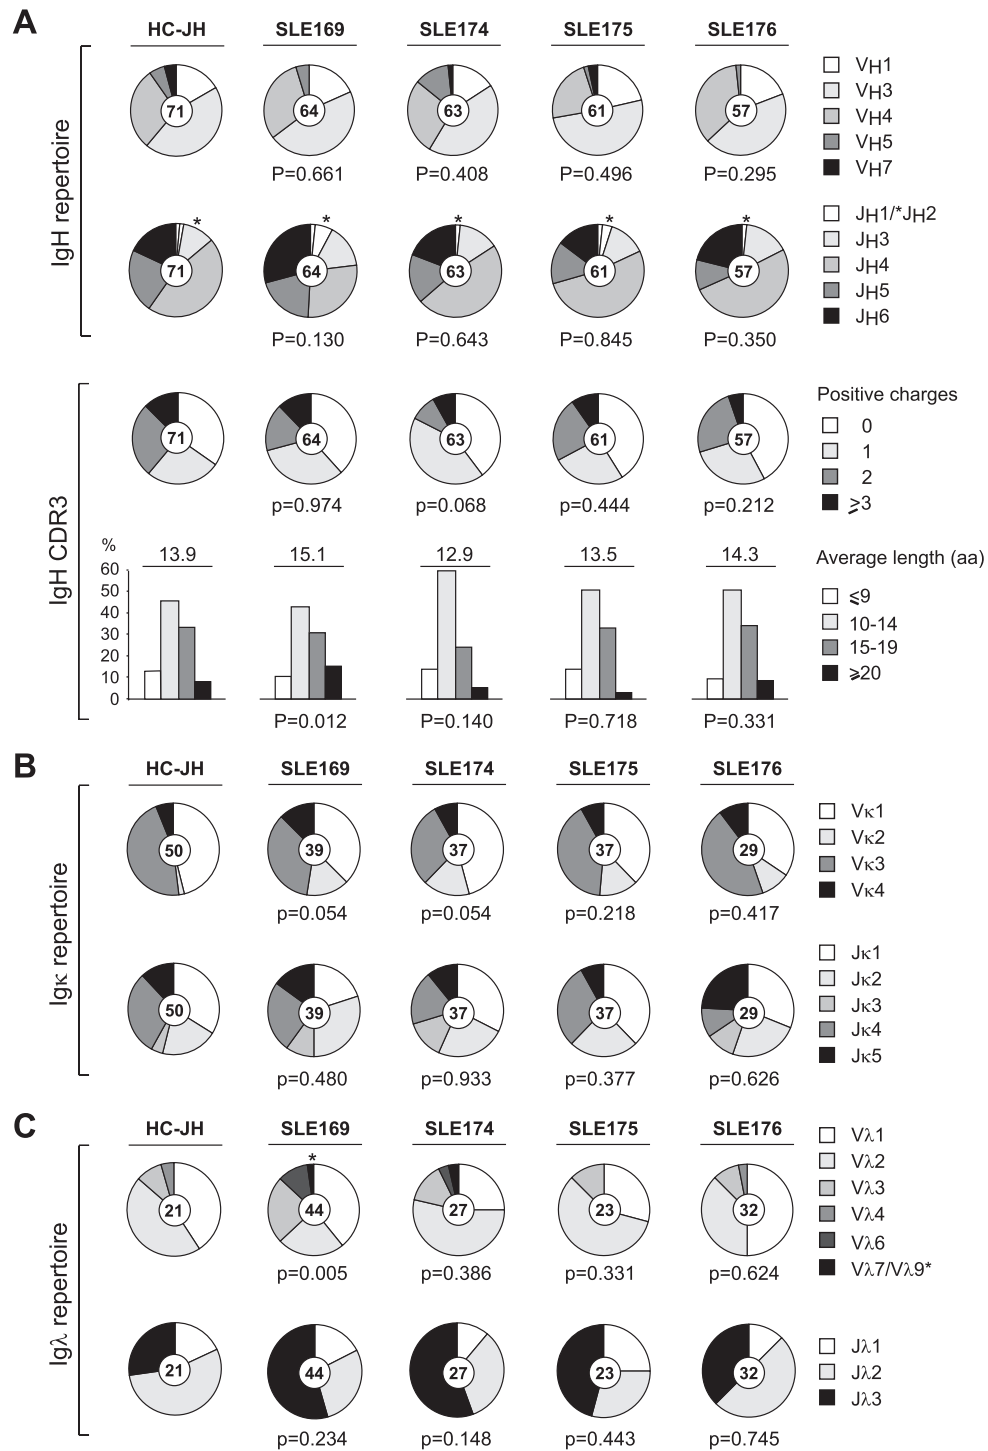 A
HC-JH SLE169 SLE174 SLE175 SLE176
IgH repertoire
71 64 63 61 57
P=0.661 P=0.408 P=0.496 P=0.295
VH1
VH3
VH4
VH5
VH7
* * * * *
71 64 63 61 57
P=0.130 P=0.643 P=0.845 P=0.350
JH1/*JH2
JH3
JH4
JH5
JH6
IgH CDR3
71 64 63 61 57
p=0.974 p=0.068 p=0.444 p=0.212
Positive charges
0
1
2
⩾3
%
13.9 15.1 12.9 13.5 14.3
60
50
40
30
20
10
0
P=0.012 P=0.140 P=0.718 P=0.331
Average length (aa)
⩽9
10-14
15-19
⩾20
B
HC-JH SLE169 SLE174 SLE175 SLE176
Igκ repertoire
50 39 37 37 29
p=0.054 p=0.054 p=0.218 p=0.417
Vκ1
Vκ2
Vκ3
Vκ4
50 39 37 37 29
p=0.480 p=0.933 p=0.377 p=0.626
Jκ1
Jκ2
Jκ3
Jκ4
Jκ5
C
HC-JH SLE169 SLE174 SLE175 SLE176
Igλ repertoire
*
21 44 27 23 32
p=0.005 p=0.386 p=0.331 p=0.624
Vλ1
Vλ2
Vλ3
Vλ4
Vλ6
Vλ7/Vλ9*
21 44 27 23 32
p=0.234 p=0.148 p=0.443 p=0.745
Jλ1
Jλ2
Jλ3